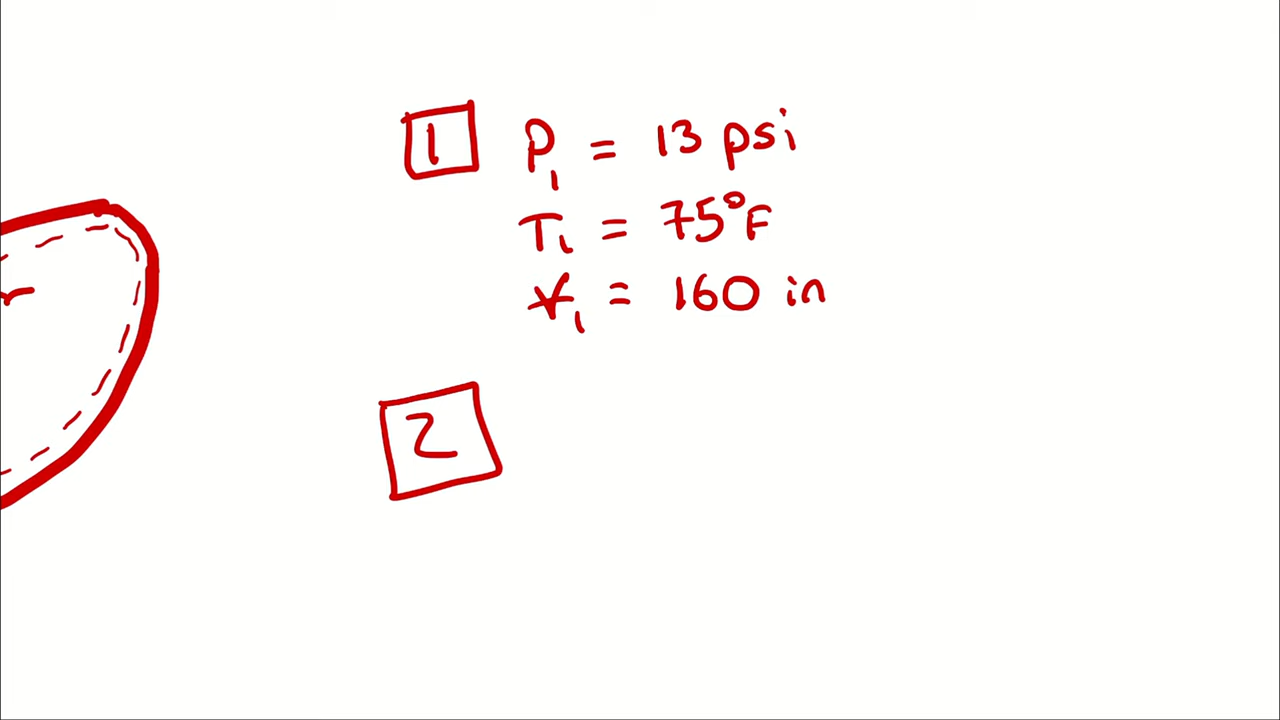 1 P₁ = 13 psi
T₁ = 75°F
V₁ = 160 in
2